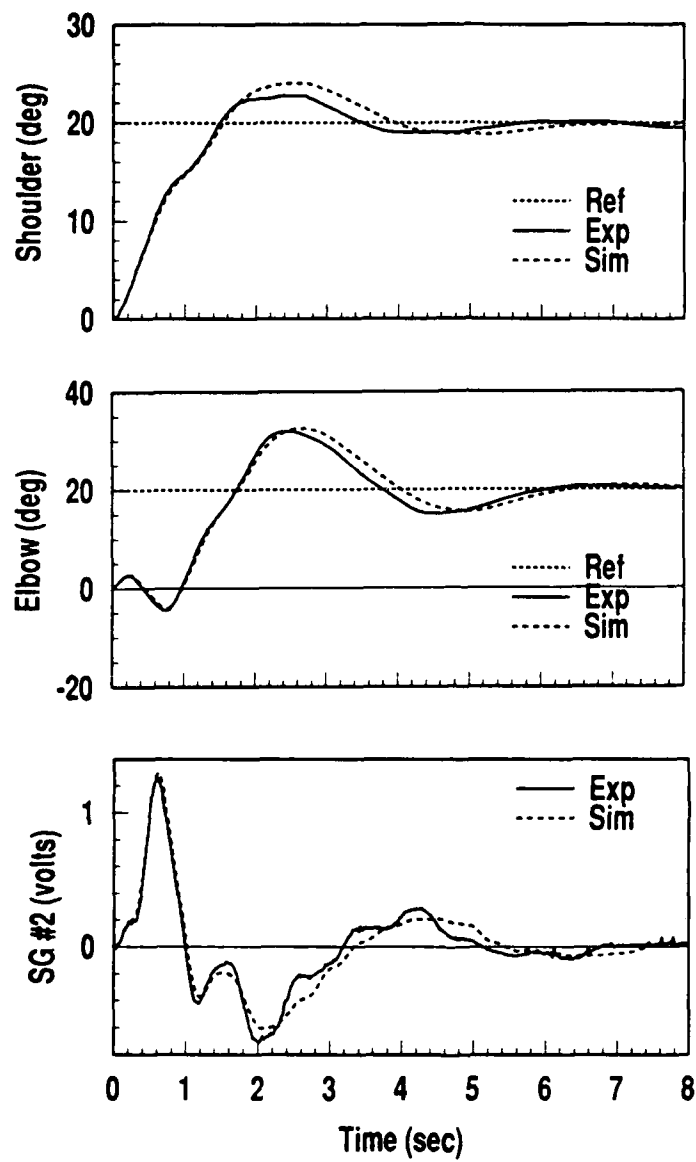 30
20
10
0
Shoulder (deg)
Ref
Exp
Sim
40
20
0
-20
Elbow (deg)
Ref
Exp
Sim
1
0
SG #2 (volts)
Exp
Sim
0 1 2 3 4 5 6 7 8
Time (sec)